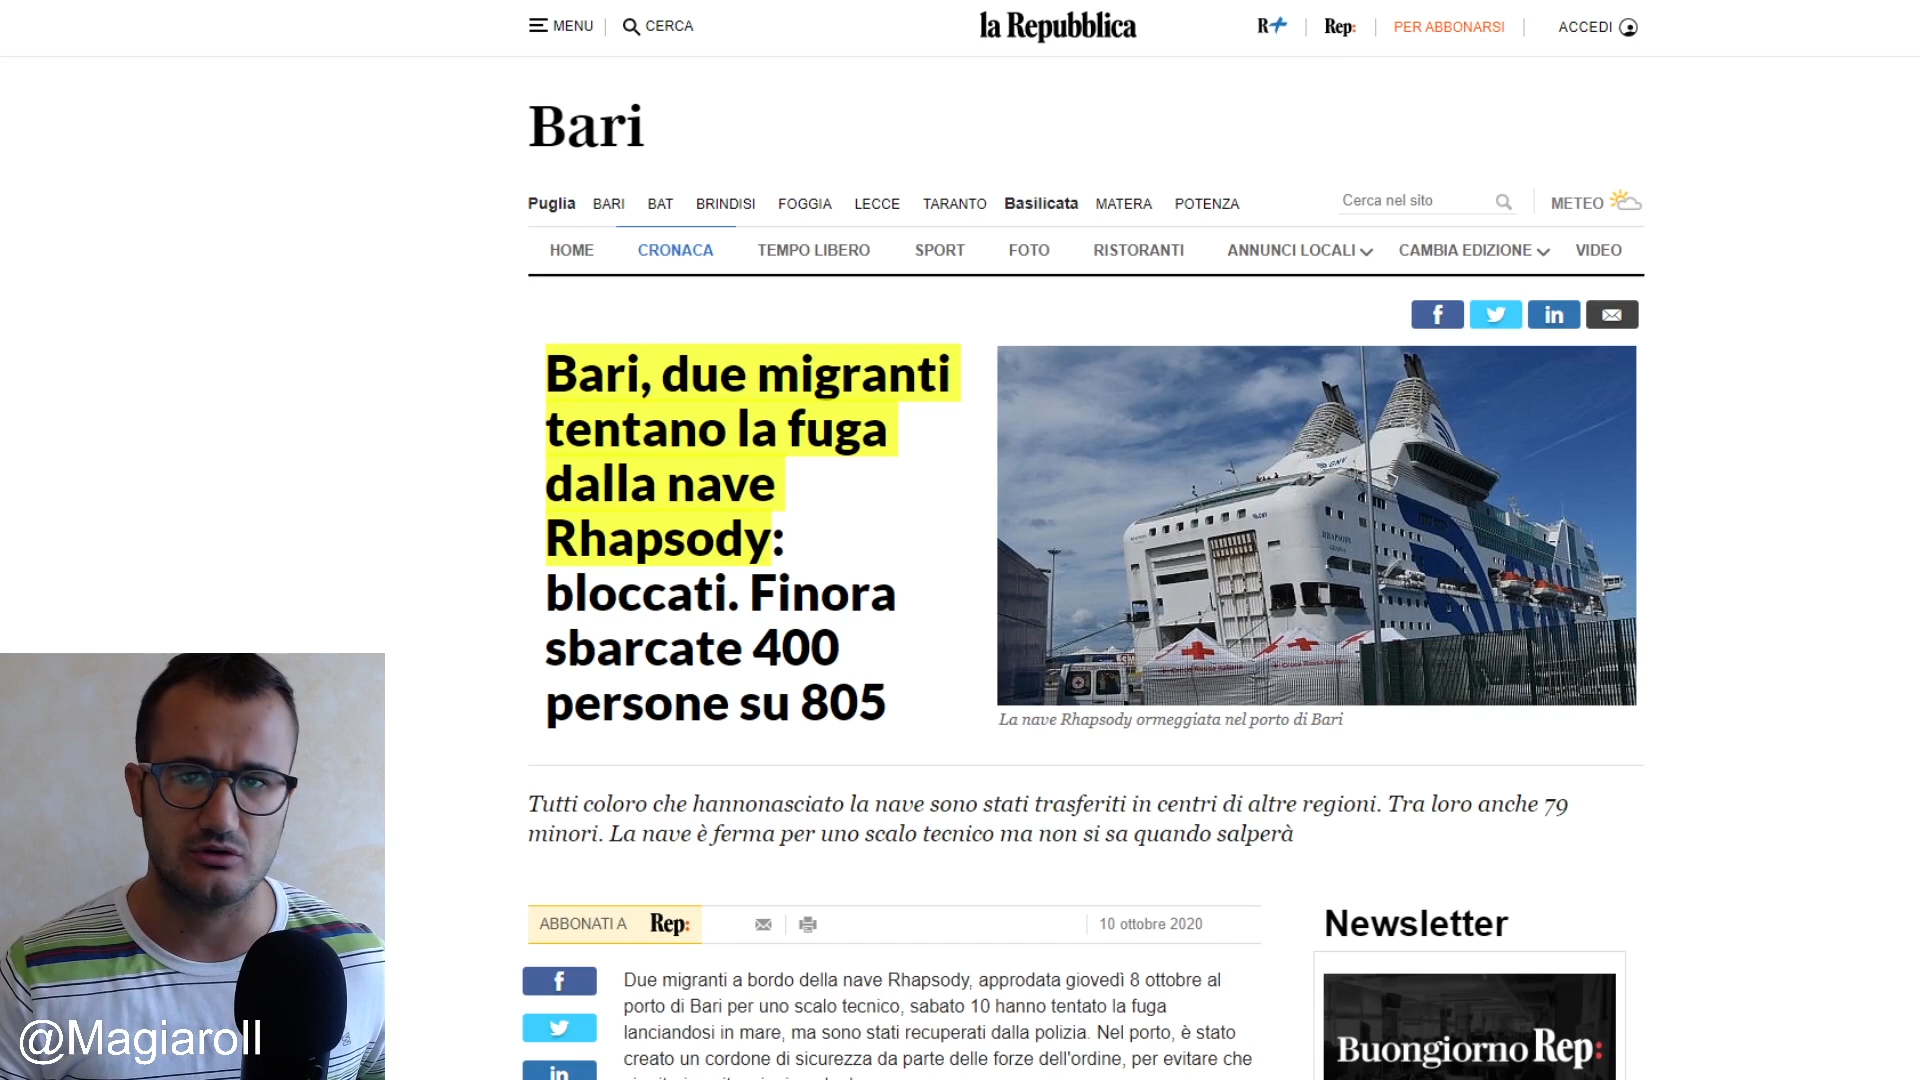 MENU
CERCA
la Repubblica
R+
Rep:
PER ABBONARSI
ACCEDI
Bari
Puglia BARI BAT BRINDISI FOGGIA LECCE TARANTO Basilicata MATERA POTENZA
Cerca nel sito
METEO
HOME CRONACA TEMPO LIBERO SPORT FOTO RISTORANTI ANNUNCI LOCALI CAMBIA EDIZIONE VIDEO
f
in
Bari, due migranti
tentano la fuga
dalla nave
Rhapsody:
bloccati. Finora
sbarcate 400
persone su 805
GNV
RHAPSODY
La nave Rhapsody ormeggiata nel porto di Bari
Tutti coloro che hannonasciato la nave sono stati trasferiti in centri di altre regioni. Tra loro anche 79
minori. La nave è ferma per uno scalo tecnico ma non si sa quando salperà
ABBONATI A Rep:
10 ottobre 2020
Newsletter
f
in
Due migranti a bordo della nave Rhapsody, approdata giovedì 8 ottobre al
porto di Bari per uno scalo tecnico, sabato 10 hanno tentato la fuga
lanciandosi in mare, ma sono stati recuperati dalla polizia. Nel porto, è stato
creato un cordone di sicurezza da parte delle forze dell'ordine, per evitare che
Buongiorno Rep:
@Magiaroll